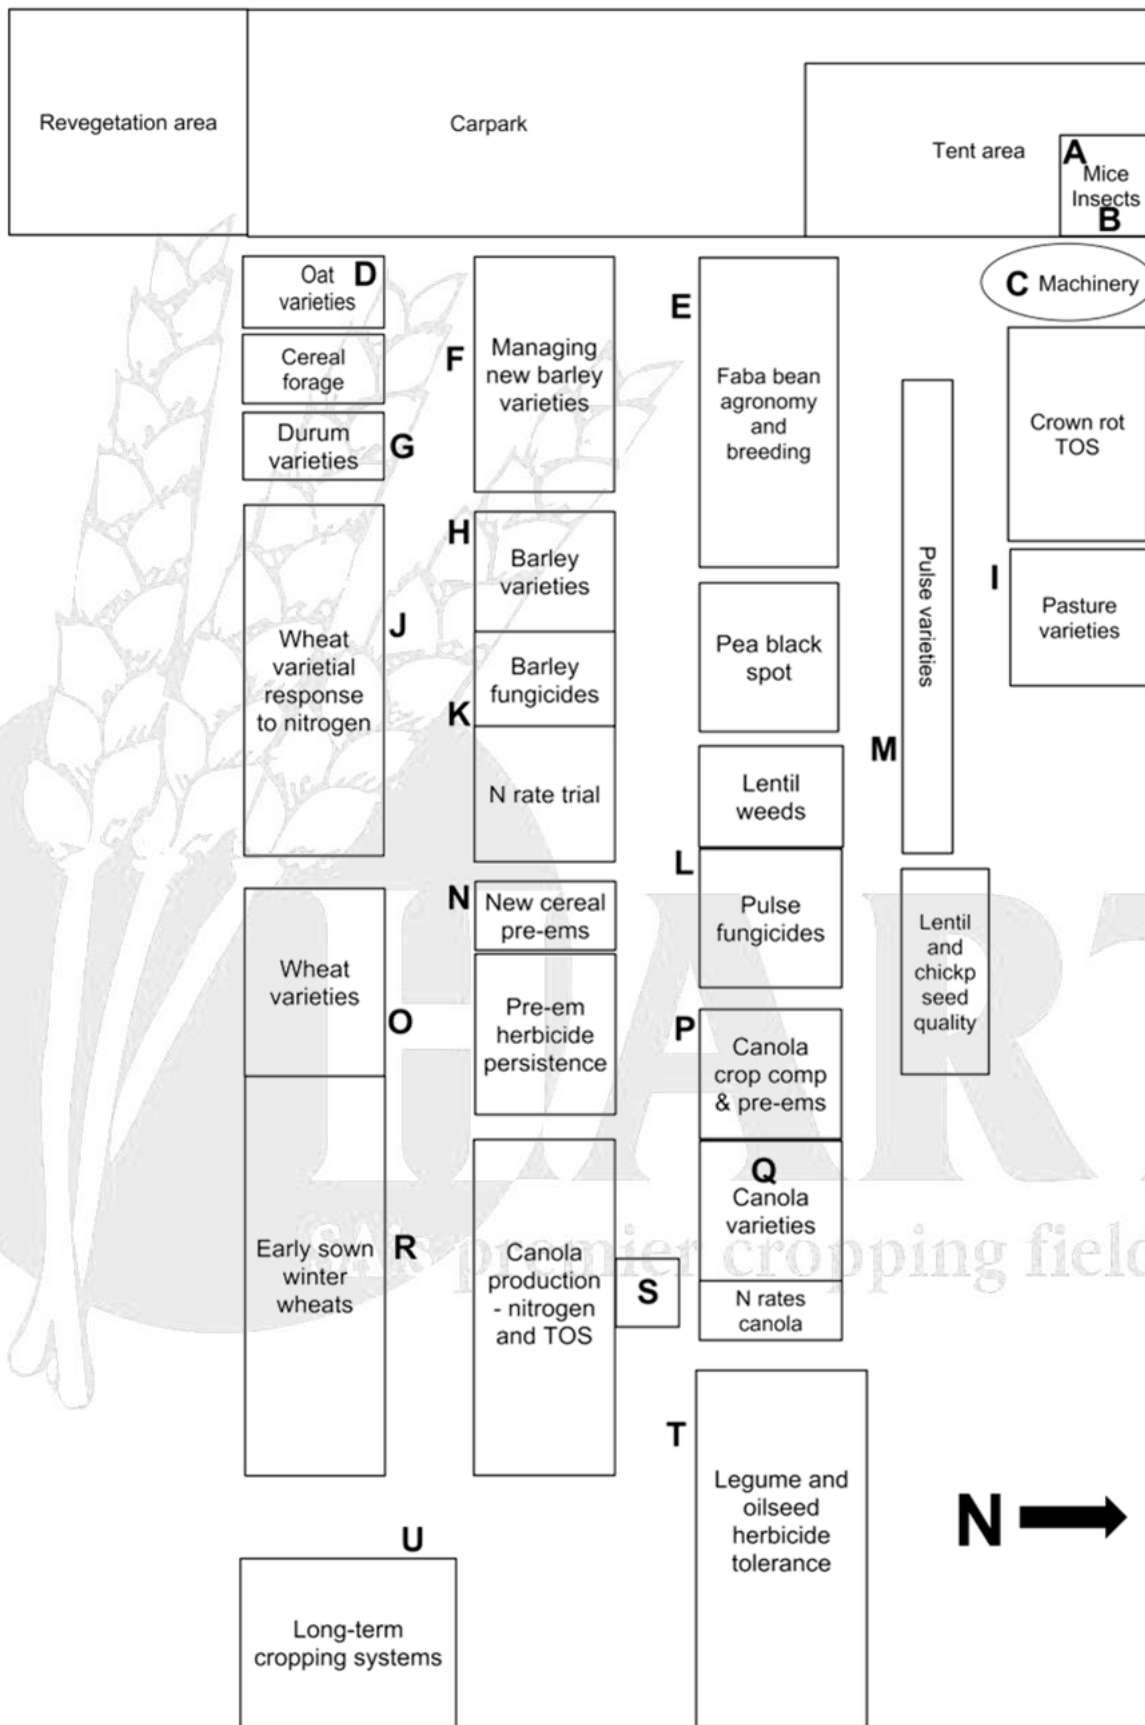 Revegetation area
Carpark
Tent area
A
Mice
Insects
B
C Machinery
Oat D
varieties
Cereal
forage
Durum
varieties
G
F
Managing
new barley
varieties
E
Faba bean
agronomy
and
breeding
Crown rot
TOS
H
Barley
varieties
Barley
fungicides
K
N rate trial
J
Wheat
varietial
response
to nitrogen
Pea black
spot
Pulse varieties
I
Pasture
varieties
M
Lentil
weeds
L
Pulse
fungicides
Lentil
and
chickp
seed
quality
N
New cereal
pre-ems
Wheat
varieties
O
Pre-em
herbicide
persistence
P
Canola
crop comp
& pre-ems
Q
Canola
varieties
N rates
canola
Early sown
winter
wheats
R
Canola
production
- nitrogen
and TOS
S
T
Legume and
oilseed
herbicide
tolerance
N
U
Long-term
cropping systems
HART
SA's premier cropping field